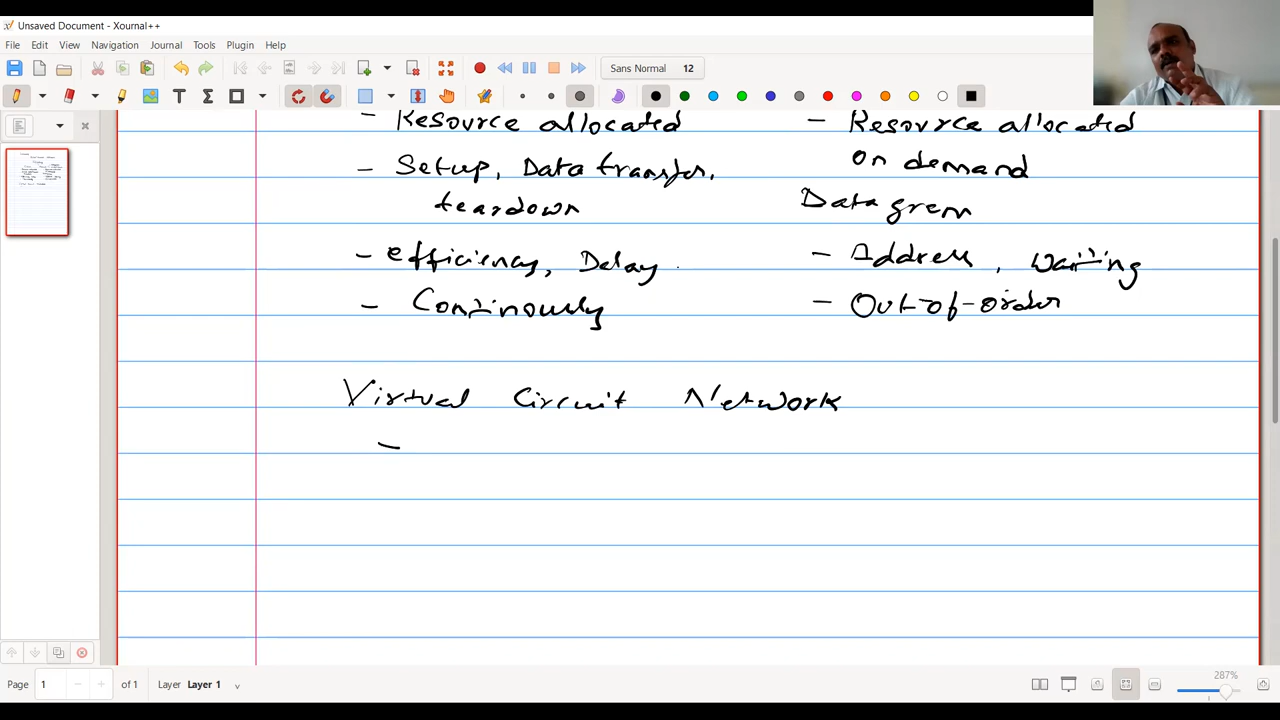 Unsaved Document - Xournal++
File Edit View Navigation Journal Tools Plugin Help
Sans Normal 12
- Resource allocated
- Setup, Data transfer,
teardown
- efficiency, Delay
- Continously
- Resource allocated
on demand
Datagrem
- Address, Waiting
- Out-of-order
Virtual Circuit Network
-
Page 1 of 1 Layer Layer 1 287%